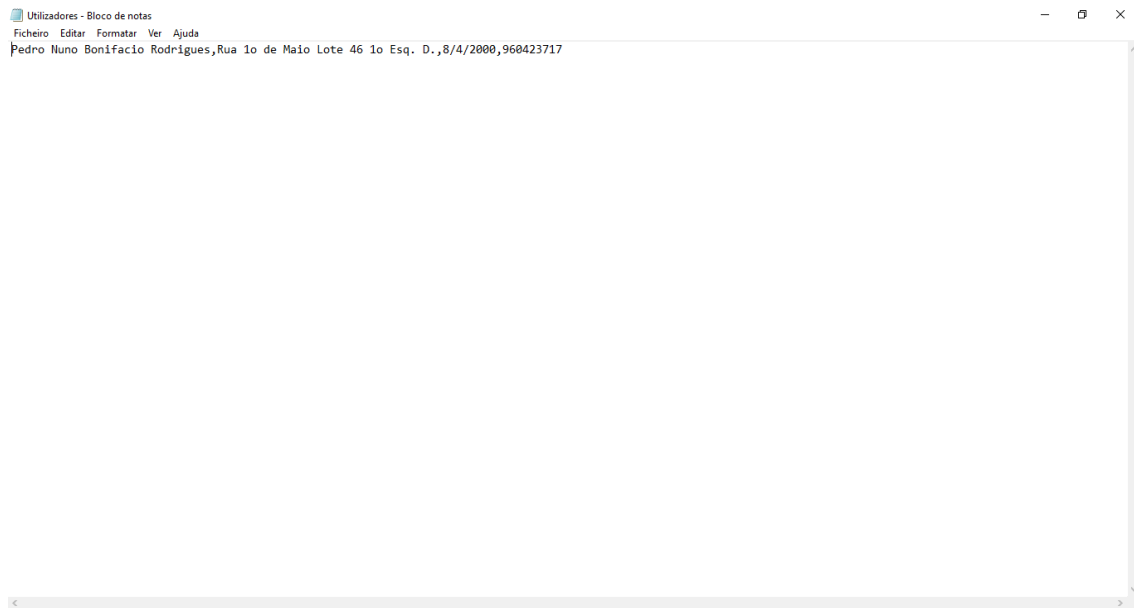 Utilizadores - Bloco de notas
Ficheiro Editar Formatar Ver Ajuda
Pedro Nuno Bonifacio Rodrigues,Rua 1o de Maio Lote 46 1o Esq. D.,8/4/2000,960423717